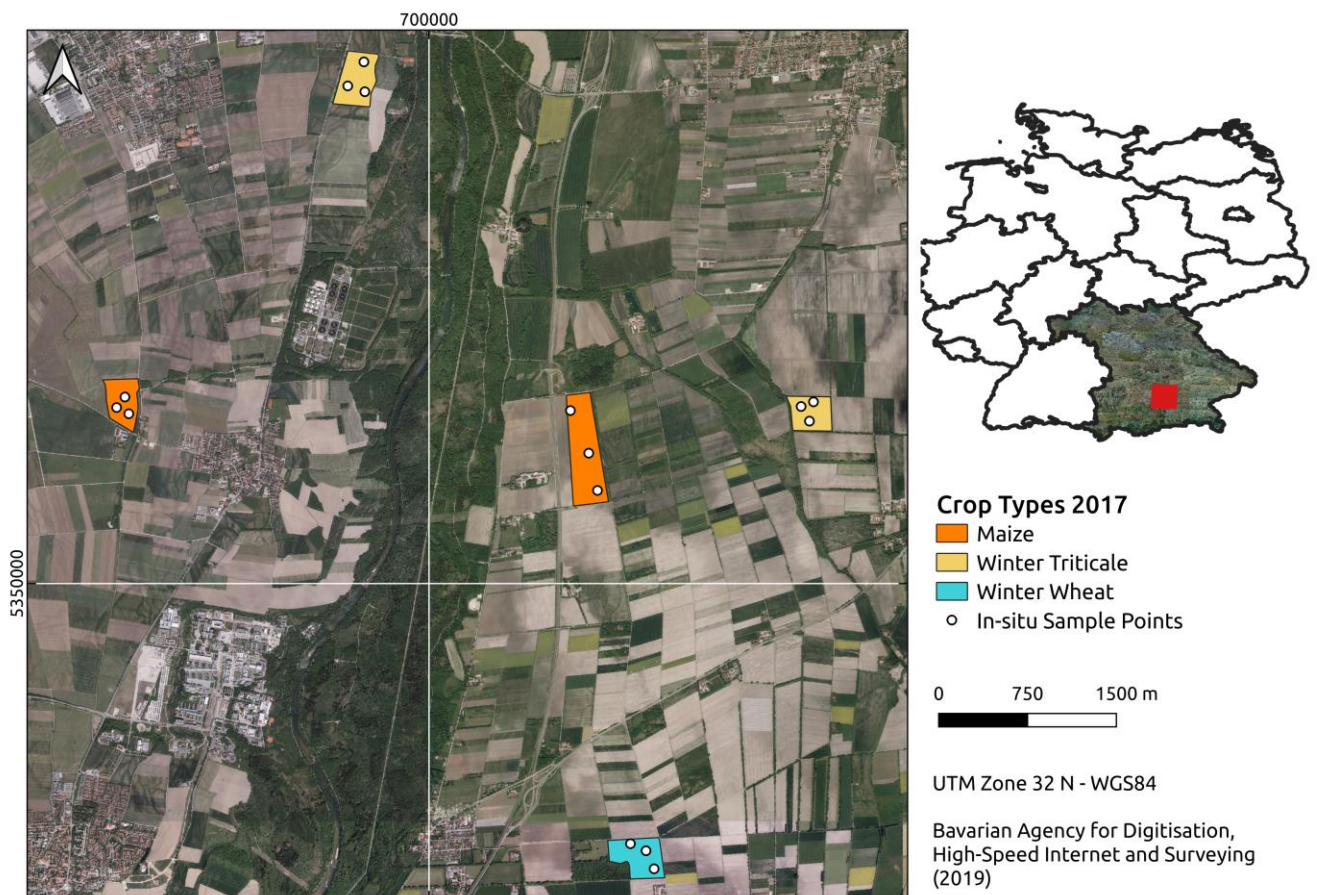 700000
5350000
Crop Types 2017
Maize
Winter Triticale
Winter Wheat
In-situ Sample Points
0 750 1500 m
UTM Zone 32 N - WGS84
Bavarian Agency for Digitisation,
High-Speed Internet and Surveying
(2019)